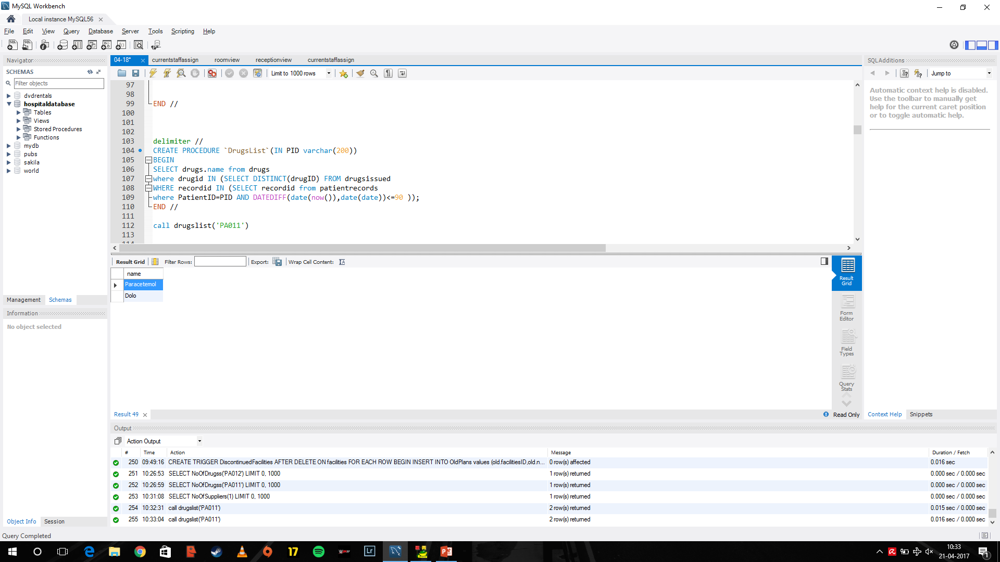 MySQL Workbench
Local instance MySQL56
File Edit View Query Database Server Tools Scripting Help
Navigator
SCHEMAS
Filter objects
dvdrentals
hospitaldatabase
Tables
Views
Stored Procedures
Functions
mydb
pubs
sakila
world
Management Schemas
Information
No object selected
Object Info Session
04-18* currentstaffassign roomview receptionview currentstaffassign
Limit to 1000 rows
97
98
99 END //
100
101
102
103 delimiter //
104 CREATE PROCEDURE `DrugsList`(IN PID varchar(200))
105 BEGIN
106 SELECT drugs.name from drugs
107 where drugid IN (SELECT DISTINCT(drugID) FROM drugsissued
108 WHERE recordid IN (SELECT recordid from patientrecords
109 where PatientID=PID AND DATEDIFF(date(now()),date(date))<=90 ));
110 END //
111
112 call drugslist('PA011')
113
114
Result Grid Filter Rows: Export: Wrap Cell Content:
name
Paracetemol
Dolo
Result Grid
Form Editor
Field Types
Query Stats
Result 49
Read Only
SQLAdditions
Jump to
Automatic context help is disabled.
Use the toolbar to manually get
help for the current caret position
or to toggle automatic help.
Context Help Snippets
Output
Action Output
# Time Action Message Duration / Fetch
250 09:49:16 CREATE TRIGGER DiscontinuedFacilities AFTER DELETE ON facilities FOR EACH ROW BEGIN INSERT INTO OldPlans values (old.facilitiesID,old.n... 0 row(s) affected 0.016 sec
251 10:26:53 SELECT NoOfDrugss('PA012') LIMIT 0, 1000 1 row(s) returned 0.000 sec / 0.000 sec
252 10:26:59 SELECT NoOfDrugss('PA011') LIMIT 0, 1000 1 row(s) returned 0.000 sec / 0.000 sec
253 10:31:08 SELECT NoOfSuppliers(1) LIMIT 0, 1000 1 row(s) returned 0.000 sec / 0.000 sec
254 10:32:31 call drugslist('PA011') 2 row(s) returned 0.015 sec / 0.000 sec
255 10:33:04 call drugslist('PA011') 2 row(s) returned 0.016 sec / 0.000 sec
Query Completed
17
Lr
10:33
21-04-2017
1